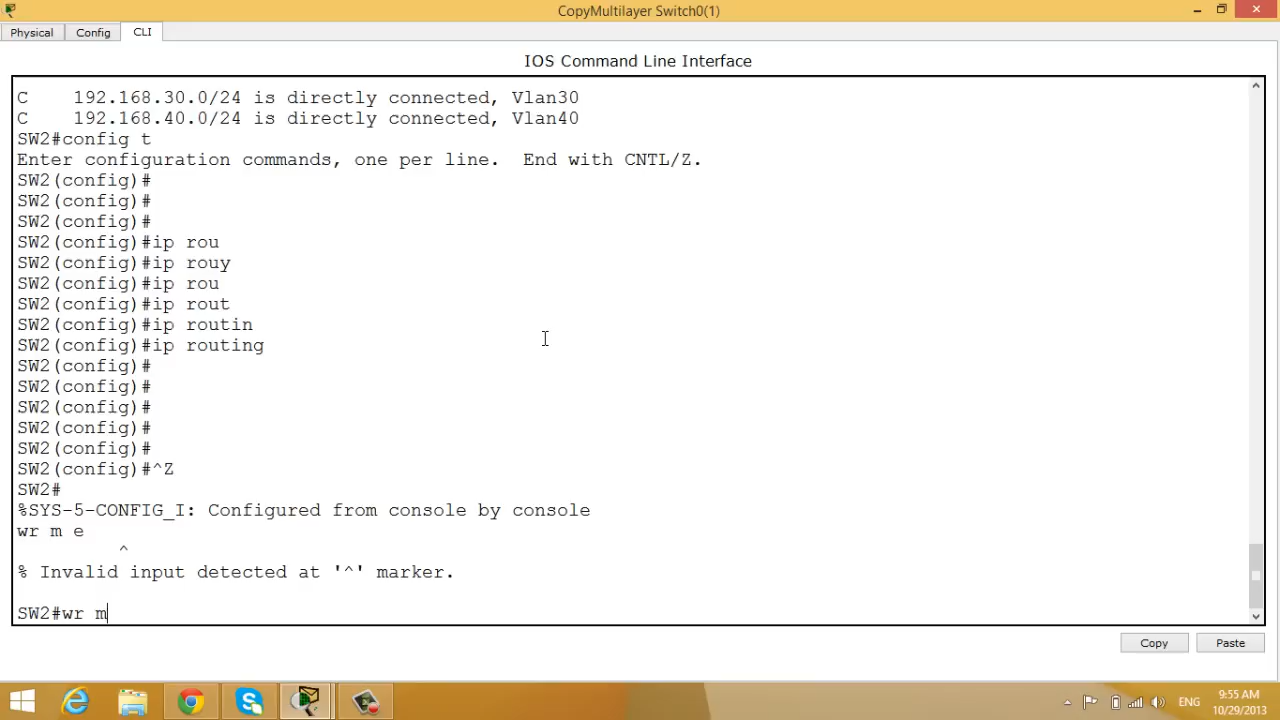 CopyMultilayer Switch0(1)
Physical Config CLI
IOS Command Line Interface
C    192.168.30.0/24 is directly connected, Vlan30
C    192.168.40.0/24 is directly connected, Vlan40
SW2#config t
Enter configuration commands, one per line.  End with CNTL/Z.
SW2(config)#
SW2(config)#
SW2(config)#
SW2(config)#ip rou
SW2(config)#ip rouy
SW2(config)#ip rou
SW2(config)#ip rout
SW2(config)#ip routin
SW2(config)#ip routing
SW2(config)#
SW2(config)#
SW2(config)#
SW2(config)#
SW2(config)#
SW2(config)#^Z
SW2#
%SYS-5-CONFIG_I: Configured from console by console
wr m e
^
% Invalid input detected at '^' marker.
SW2#wr m
Copy Paste
ENG
9:55 AM
10/29/2013